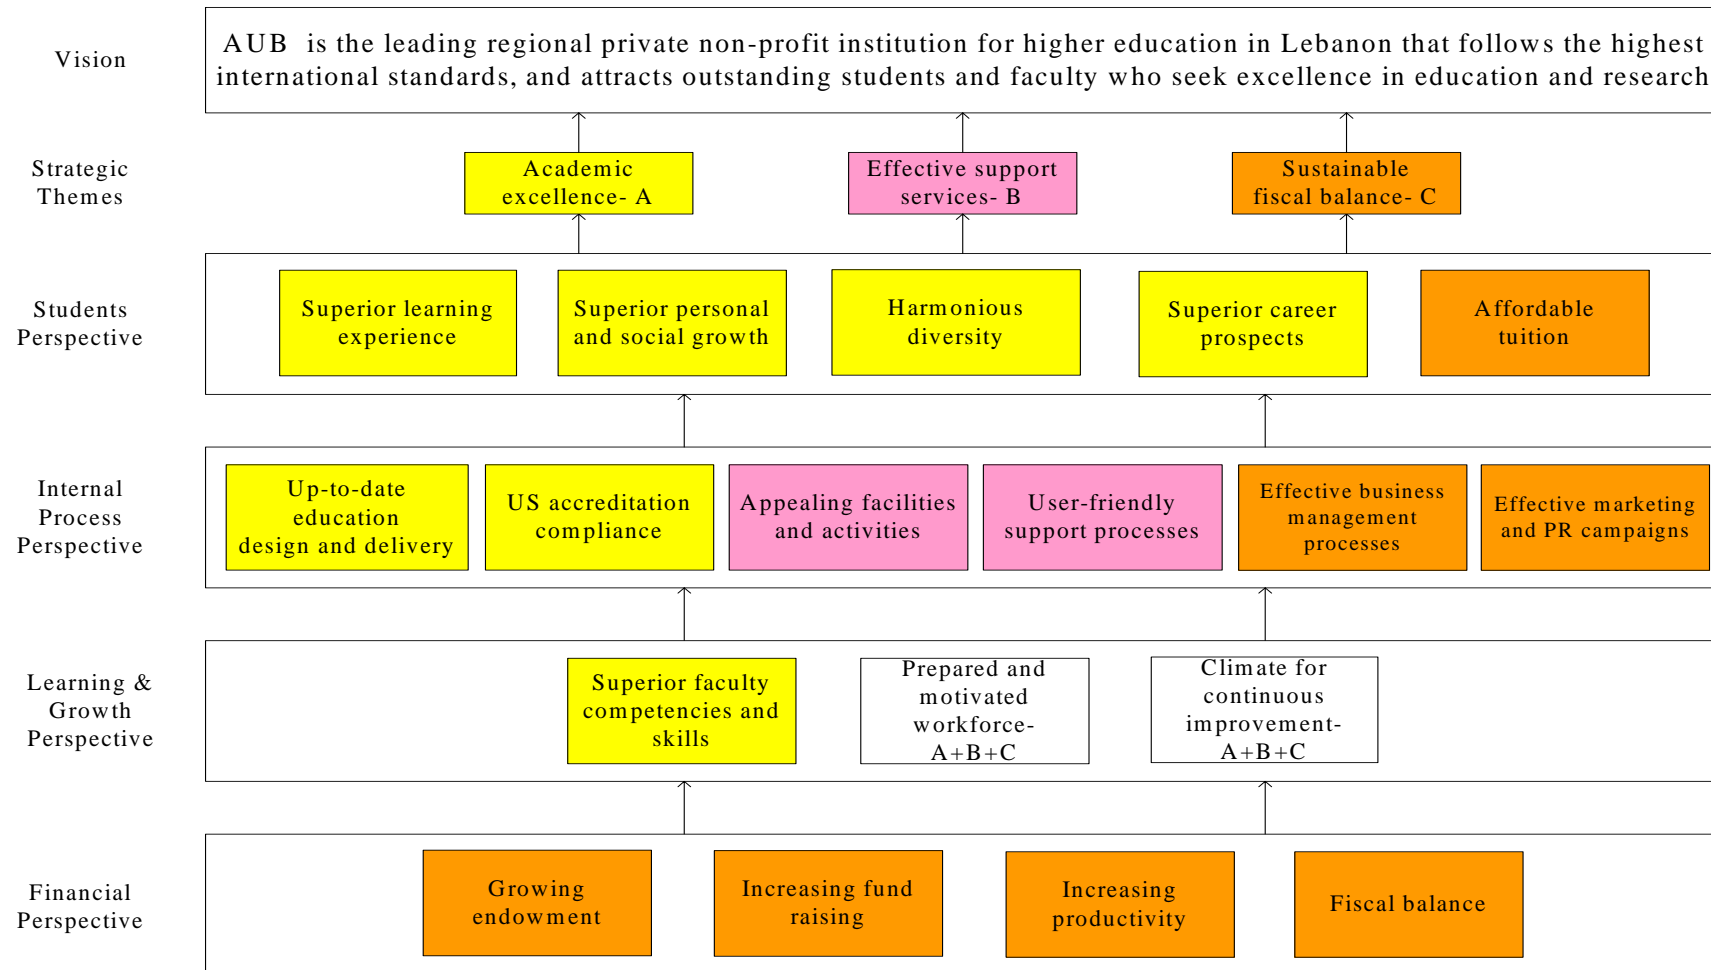 Vision
AUB is the leading regional private non-profit institution for higher education in Lebanon that follows the highest
international standards, and attracts outstanding students and faculty who seek excellence in education and research
Strategic
Themes
Academic
excellence- A
Effective support
services- B
Sustainable
fiscal balance- C
Students
Perspective
Superior learning
experience
Superior personal
and social growth
Harmonious
diversity
Superior career
prospects
Affordable
tuition
Internal
Process
Perspective
Up-to-date
education
design and delivery
US accreditation
compliance
Appealing facilities
and activities
User-friendly
support processes
Effective business
management
processes
Effective marketing
and PR campaigns
Learning &
Growth
Perspective
Superior faculty
competencies and
skills
Prepared and
motivated
workforce-
A+B+C
Climate for
continuous
improvement-
A+B+C
Financial
Perspective
Growing
endowment
Increasing fund
raising
Increasing
productivity
Fiscal balance